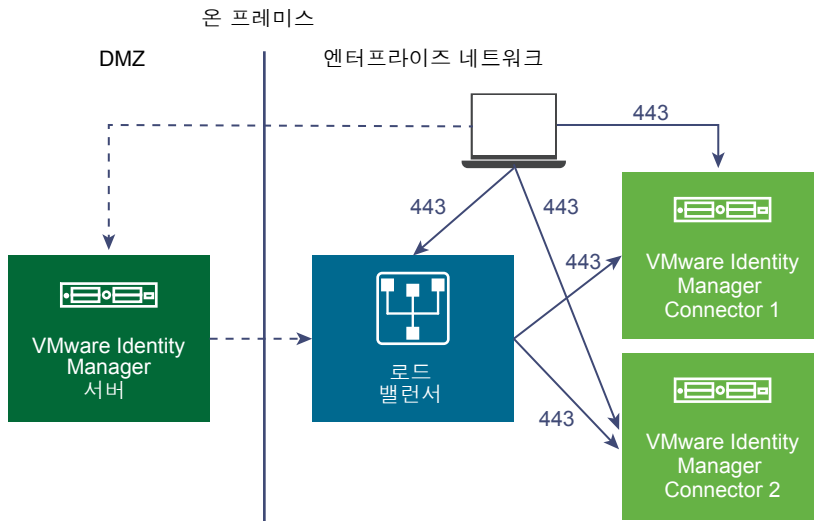 온 프레미스
DMZ
엔터프라이즈 네트워크
443
443
443
443
VMware Identity
Manager
Connector 1
VMware Identity
Manager
서버
로드
밸런서
443
VMware Identity
Manager
Connector 2